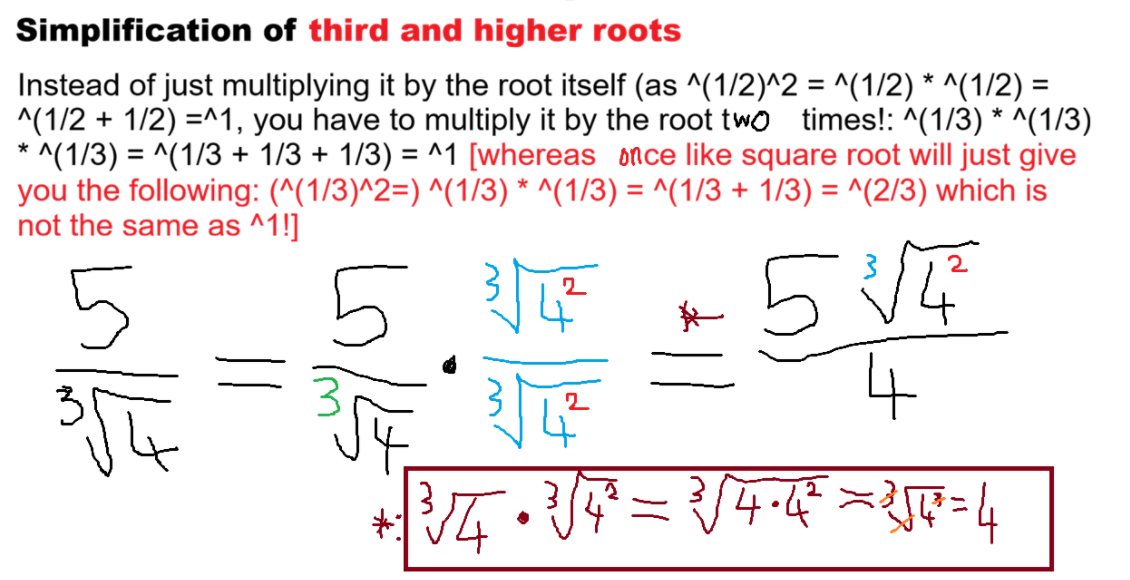 Simplification of third and higher roots
Instead of just multiplying it by the root itself (as ^(1/2)^2 = ^(1/2) * ^(1/2) =
^(1/2 + 1/2) =^1, you have to multiply it by the root two times!: ^(1/3) * ^(1/3)
* ^(1/3) = ^(1/3 + 1/3 + 1/3) = ^1 [whereas once like square root will just give
you the following: (^(1/3)^2=) ^(1/3) * ^(1/3) = ^(1/3 + 1/3) = ^(2/3) which is
not the same as ^1!]
5/∛4 = 5/∛4 · ∛4²/∛4² =* 5 ∛4²/4
*: ∛4 · ∛4² = ∛4·4² = ∛4³ = 4